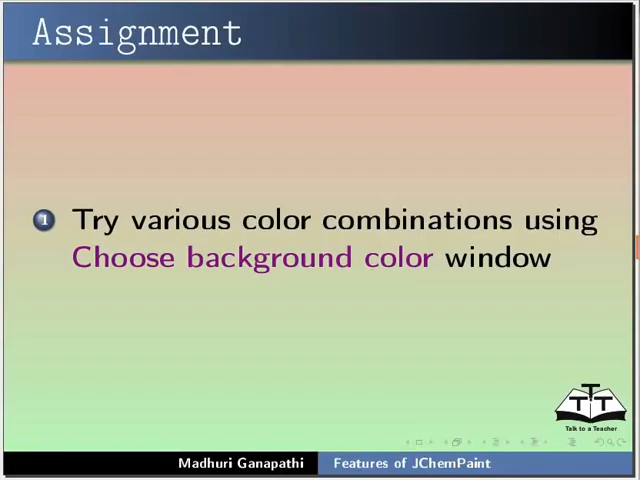 Assignment
1 Try various color combinations using
Choose background color window
TTT
Talk to a Teacher
Madhuri Ganapathi Features of JChemPaint